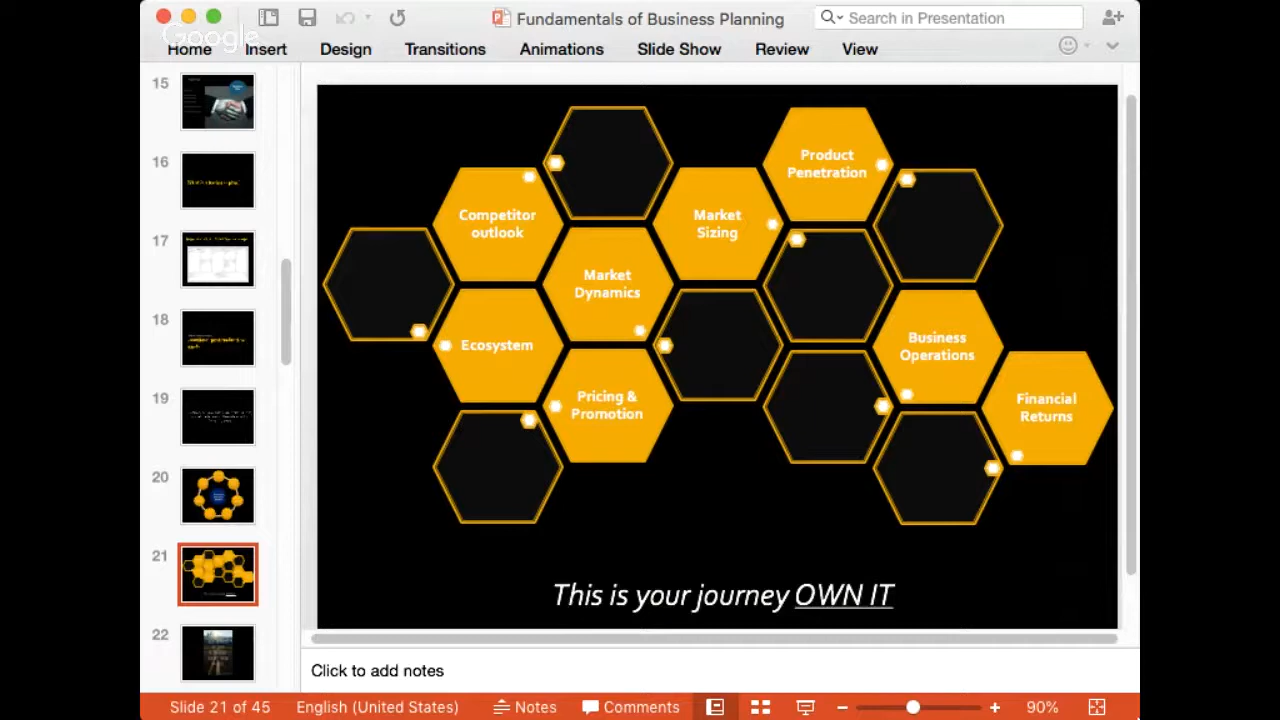 Fundamentals of Business Planning
Search in Presentation
Google
Home Insert Design Transitions Animations Slide Show Review View
15
16
17
18
19
20
21
22
Product
Penetration
Competitor
outlook
Market
Sizing
Market
Dynamics
Ecosystem
Business
Operations
Pricing &
Promotion
Financial
Returns
This is your journey OWN IT
Click to add notes
Slide 21 of 45 English (United States) Notes Comments 90%